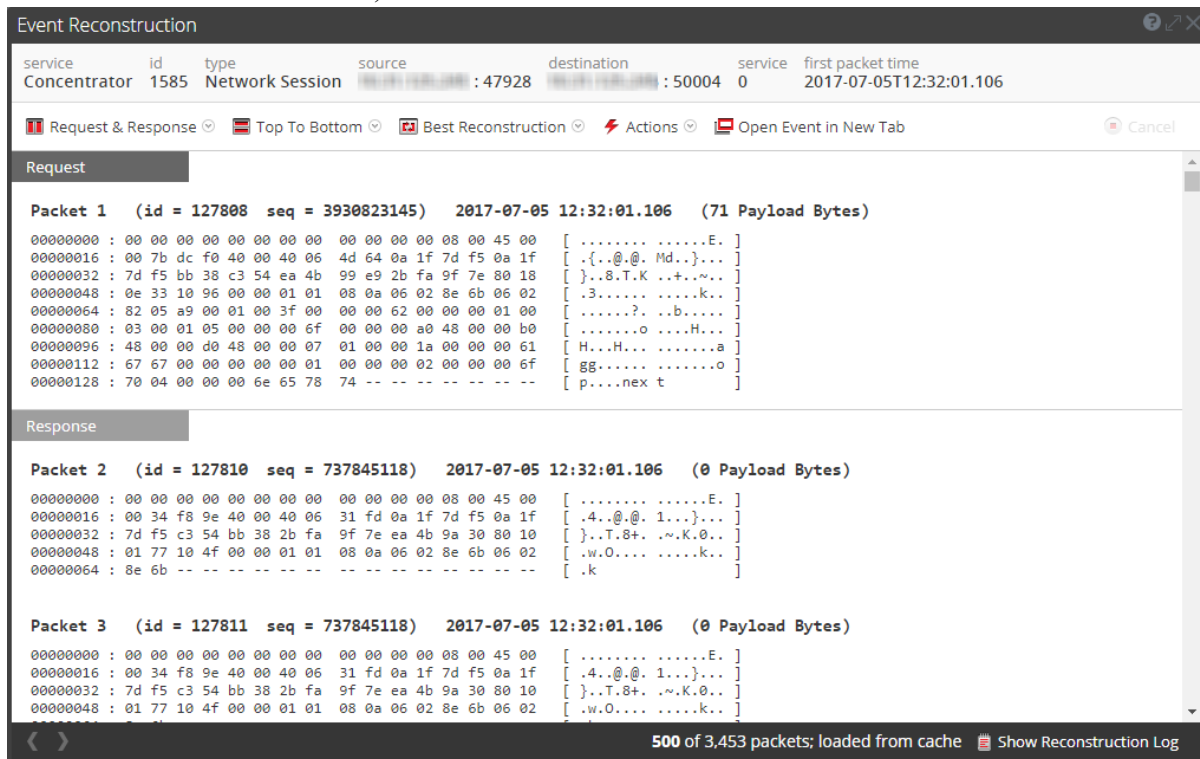 Event Reconstruction
service id type source destination service first packet time
Concentrator 1585 Network Session : 47928 : 50004 0 2017-07-05T12:32:01.106
Request & Response Top To Bottom Best Reconstruction Actions Open Event in New Tab Cancel
Request
Packet 1 (id = 127808 seq = 3930823145) 2017-07-05 12:32:01.106 (71 Payload Bytes)
00000000 : 00 00 00 00 00 00 00 00 00 00 00 00 08 00 45 00 [ ........ ......E. ]
00000016 : 00 7b dc f0 40 00 40 06 4d 64 0a 1f 7d f5 0a 1f [ .{..@.@. Md..}... ]
00000032 : 7d f5 bb 38 c3 54 ea 4b 99 e9 2b fa 9f 7e 80 18 [ }..8.T.K ..+..~.. ]
00000048 : 0e 33 10 96 00 00 01 01 08 0a 06 02 8e 6b 06 02 [ .3...... .....k.. ]
00000064 : 82 05 a9 00 01 00 3f 00 00 00 62 00 00 00 01 00 [ ......?. ..b..... ]
00000080 : 03 00 01 05 00 00 00 6f 00 00 00 a0 48 00 00 b0 [ .......o ....H... ]
00000096 : 48 00 00 d0 48 00 00 07 01 00 00 1a 00 00 00 61 [ H...H... .......a ]
00000112 : 67 67 00 00 00 00 00 01 00 00 00 02 00 00 00 6f [ gg...... .......o ]
00000128 : 70 04 00 00 00 6e 65 78 74 -- -- -- -- -- -- -- [ p....nex t ]
Response
Packet 2 (id = 127810 seq = 737845118) 2017-07-05 12:32:01.106 (0 Payload Bytes)
00000000 : 00 00 00 00 00 00 00 00 00 00 00 00 08 00 45 00 [ ........ ......E. ]
00000016 : 00 34 f8 9e 40 00 40 06 31 fd 0a 1f 7d f5 0a 1f [ .4..@.@. 1...}... ]
00000032 : 7d f5 c3 54 bb 38 2b fa 9f 7e ea 4b 9a 30 80 10 [ }..T.8+. .~.K.0.. ]
00000048 : 01 77 10 4f 00 00 01 01 08 0a 06 02 8e 6b 06 02 [ .w.O.... .....k.. ]
00000064 : 8e 6b -- -- -- -- -- -- -- -- -- -- -- -- -- -- [ .k ]
Packet 3 (id = 127811 seq = 737845118) 2017-07-05 12:32:01.106 (0 Payload Bytes)
00000000 : 00 00 00 00 00 00 00 00 00 00 00 00 08 00 45 00 [ ........ ......E. ]
00000016 : 00 34 f8 9e 40 00 40 06 31 fd 0a 1f 7d f5 0a 1f [ .4..@.@. 1...}... ]
00000032 : 7d f5 c3 54 bb 38 2b fa 9f 7e ea 4b 9a 30 80 10 [ }..T.8+. .~.K.0.. ]
00000048 : 01 77 10 4f 00 00 01 01 08 0a 06 02 8e 6b 06 02 [ .w.O.... .....k.. ]
500 of 3,453 packets; loaded from cache Show Reconstruction Log